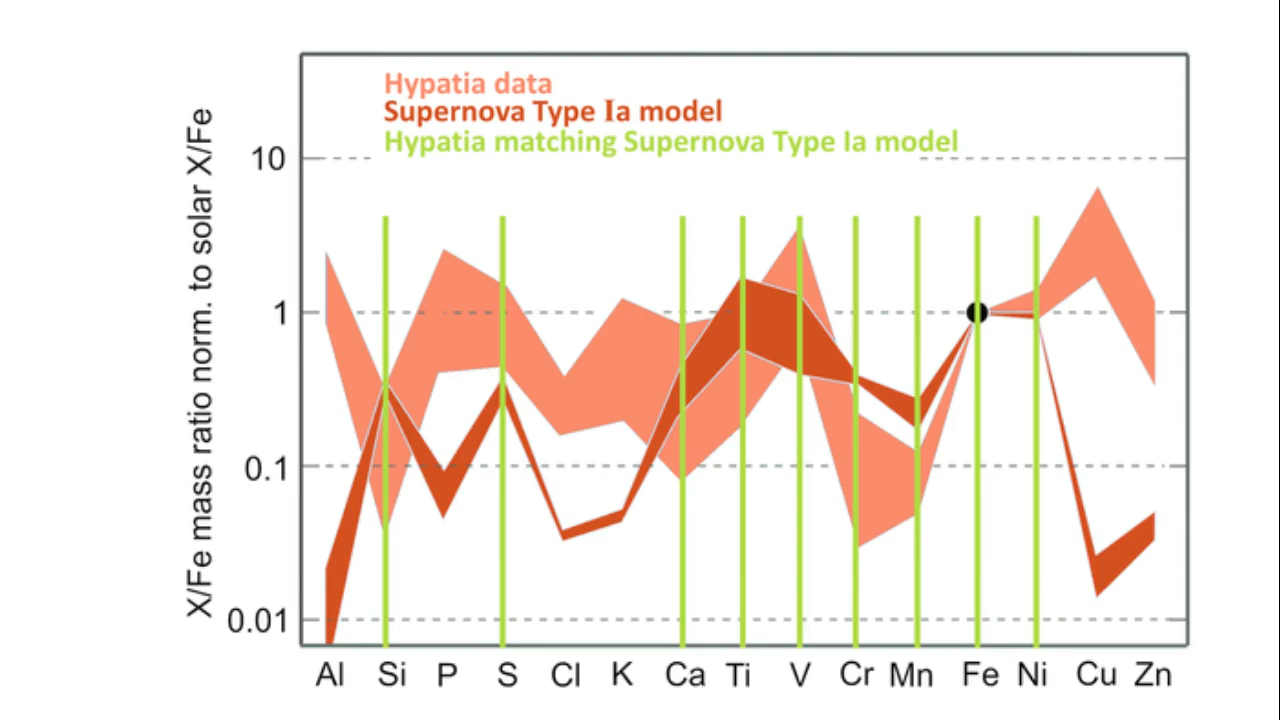 Hypatia data
Supernova Type Ia model
Hypatia matching Supernova Type Ia model
X/Fe mass ratio norm. to solar X/Fe
10
1
0.1
0.01
Al Si P S Cl K Ca Ti V Cr Mn Fe Ni Cu Zn